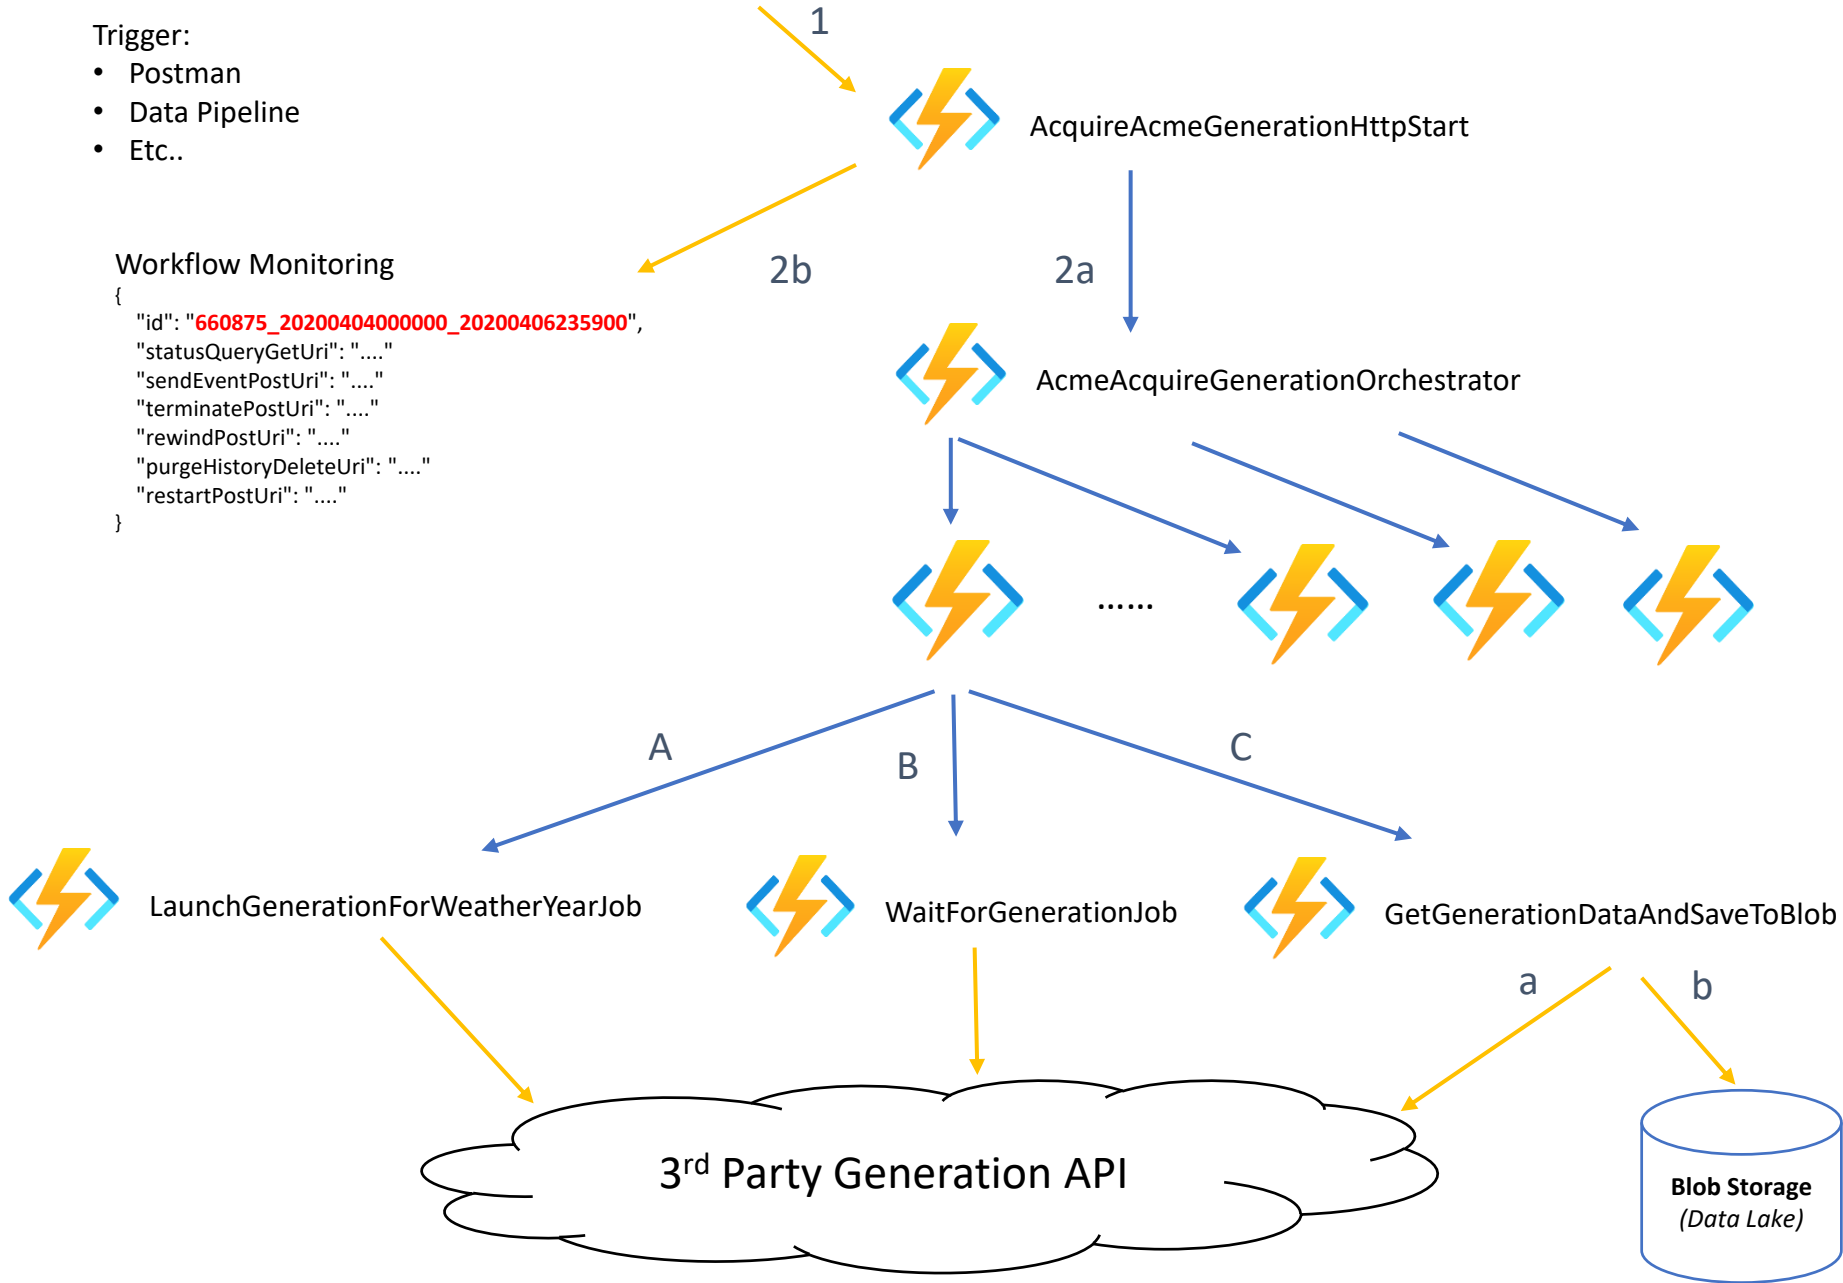 Trigger:
• Postman
• Data Pipeline
• Etc..
1
AcquireAcmeGenerationHttpStart
2b
2a
Workflow Monitoring
{
"id": "660875_20200404000000_20200406235900",
"statusQueryGetUri": "...."
"sendEventPostUri": "...."
"terminatePostUri": "...."
"rewindPostUri": "...."
"purgeHistoryDeleteUri": "...."
"restartPostUri": "...."
}
AcmeAcquireGenerationOrchestrator
......
A
B
C
LaunchGenerationForWeatherYearJob
WaitForGenerationJob
GetGenerationDataAndSaveToBlob
a
b
3rd Party Generation API
Blob Storage
(Data Lake)